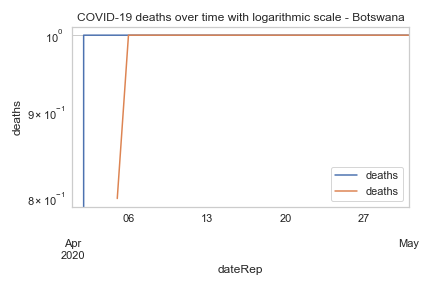 COVID-19 deaths over time with logarithmic scale - Botswana
10⁰
9 × 10⁻¹
8 × 10⁻¹
deaths
deaths
deaths
06 13 20 27
Apr May
2020
dateRep